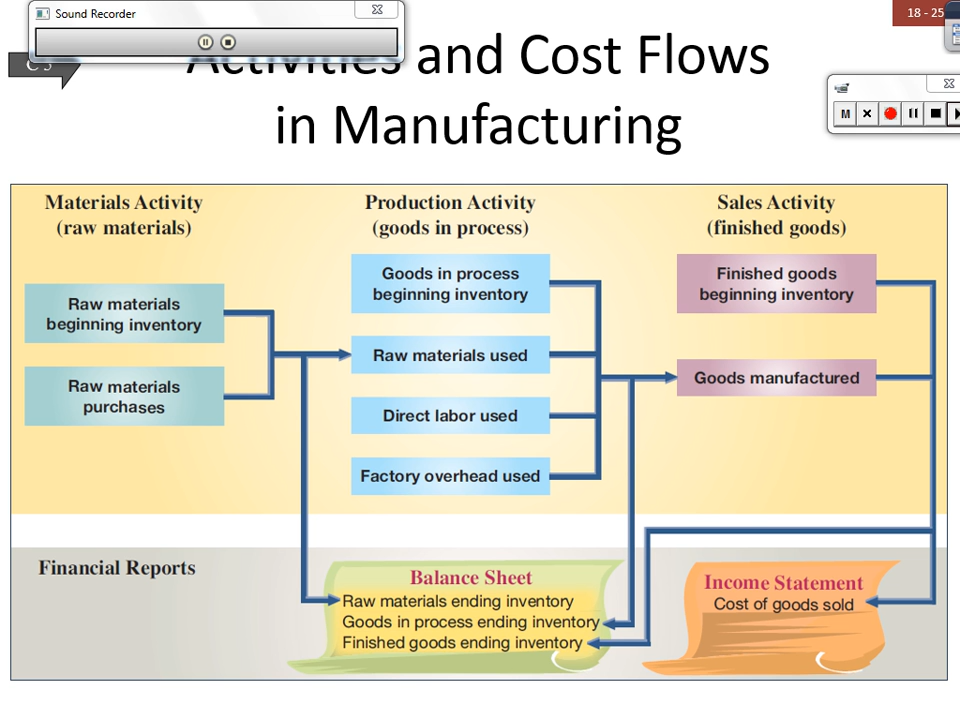 Sound Recorder
18 - 25
Activities and Cost Flows
in Manufacturing
M
Materials Activity
(raw materials)
Production Activity
(goods in process)
Sales Activity
(finished goods)
Raw materials
beginning inventory
Raw materials
purchases
Goods in process
beginning inventory
Raw materials used
Direct labor used
Factory overhead used
Finished goods
beginning inventory
Goods manufactured
Financial Reports
Balance Sheet
Raw materials ending inventory
Goods in process ending inventory
Finished goods ending inventory
Income Statement
Cost of goods sold